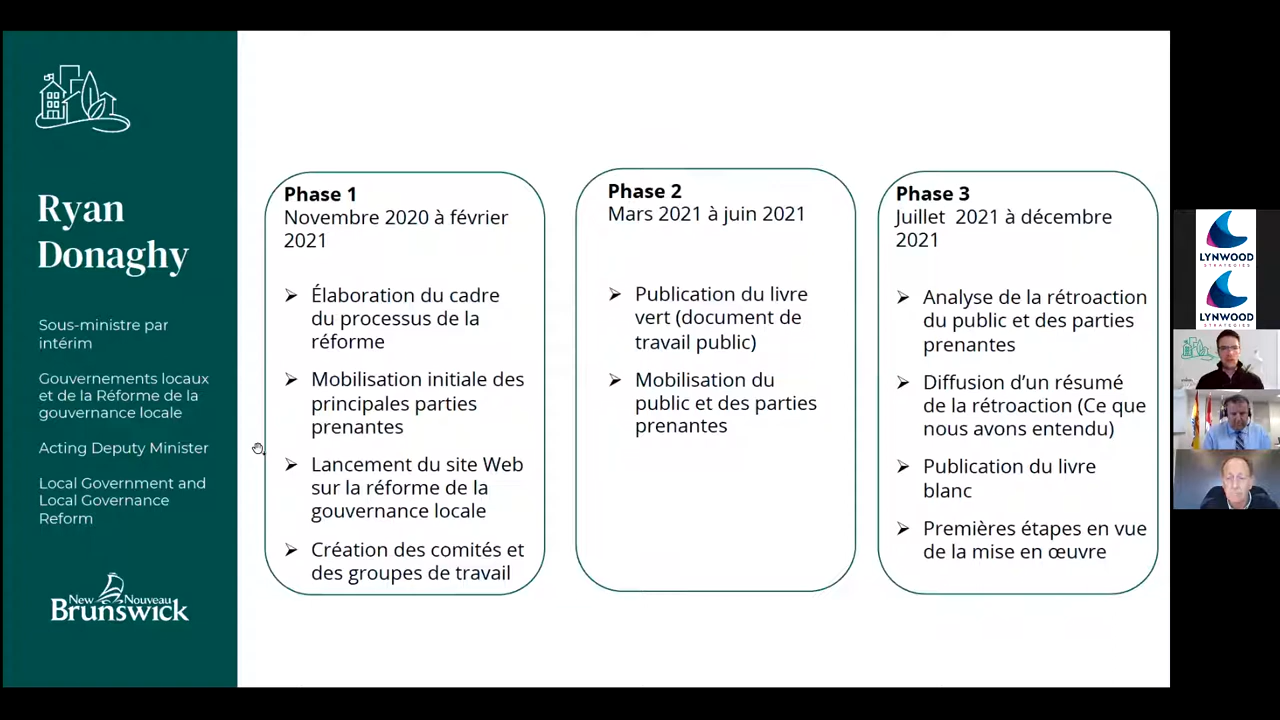 Ryan
Donaghy
Sous-ministre par
intérim
Gouvernements locaux
et de la Réforme de la
gouvernance locale
Acting Deputy Minister
Local Government and
Local Governance
Reform
New Nouveau
Brunswick
Phase 1
Novembre 2020 à février
2021
Élaboration du cadre
du processus de la
réforme
Mobilisation initiale des
principales parties
prenantes
Lancement du site Web
sur la réforme de la
gouvernance locale
Création des comités et
des groupes de travail
Phase 2
Mars 2021 à juin 2021
Publication du livre
vert (document de
travail public)
Mobilisation du
public et des parties
prenantes
Phase 3
Juillet 2021 à décembre
2021
Analyse de la rétroaction
du public et des parties
prenantes
Diffusion d’un résumé
de la rétroaction (Ce que
nous avons entendu)
Publication du livre
blanc
Premières étapes en vue
de la mise en œuvre
LYNWOOD
STRATEGIES
LYNWOOD
STRATEGIES